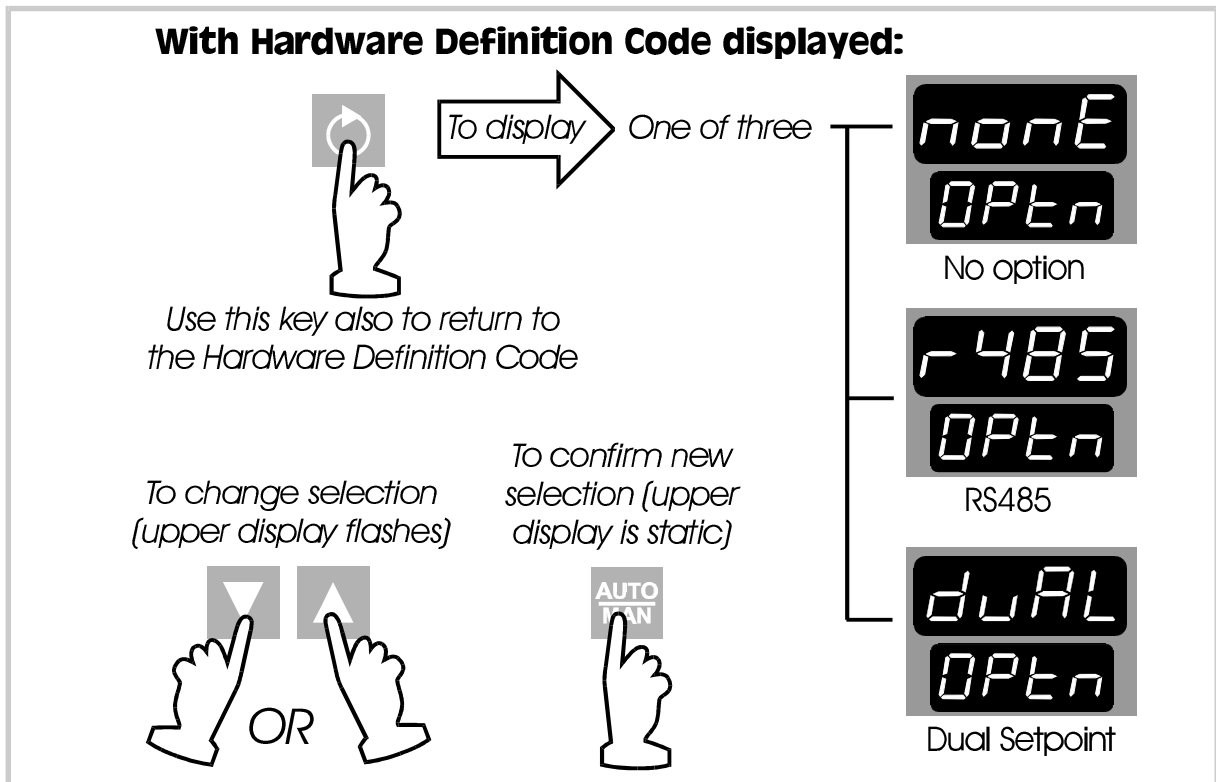 With Hardware Definition Code displayed:
To display
One of three
nonE
OPtn
No option
Use this key also to return to
the Hardware Definition Code
r485
OPtn
RS485
To change selection
(upper display flashes)
To confirm new
selection (upper
display is static)
AUTO
MAN
OR
duAL
OPtn
Dual Setpoint